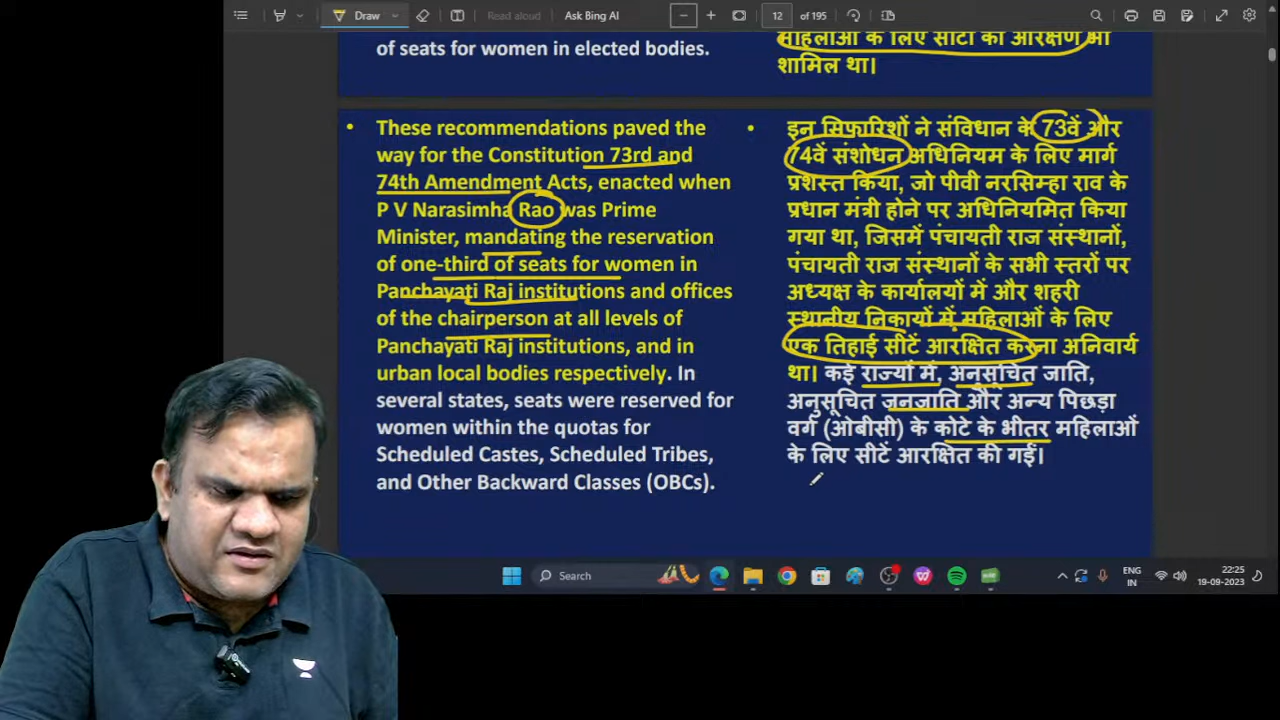 Draw
Read aloud
Ask Bing AI
12 of 195
of seats for women in elected bodies.
महिलाओं के लिए सीटों का आरक्षण भी
शामिल था।
• These recommendations paved the
way for the Constitution 73rd and
74th Amendment Acts, enacted when
P V Narasimha Rao was Prime
Minister, mandating the reservation
of one-third of seats for women in
Panchayati Raj institutions and offices
of the chairperson at all levels of
Panchayati Raj institutions, and in
urban local bodies respectively. In
several states, seats were reserved for
women within the quotas for
Scheduled Castes, Scheduled Tribes,
and Other Backward Classes (OBCs).
• इन सिफ़ारिशों ने संविधान के 73वें और
74वें संशोधन अधिनियम के लिए मार्ग
प्रशस्त किया, जो पीवी नरसिम्हा राव के
प्रधान मंत्री होने पर अधिनियमित किया
गया था, जिसमें पंचायती राज संस्थानों,
पंचायती राज संस्थानों के सभी स्तरों पर
अध्यक्ष के कार्यालयों में और शहरी
स्थानीय निकायों में महिलाओं के लिए
एक तिहाई सीटें आरक्षित करना अनिवार्य
था। कई राज्यों में, अनुसूचित जाति,
अनुसूचित जनजाति और अन्य पिछड़ा
वर्ग (ओबीसी) के कोटे के भीतर महिलाओं
के लिए सीटें आरक्षित की गईं।
Search
ENG
IN
22:25
19-09-2023